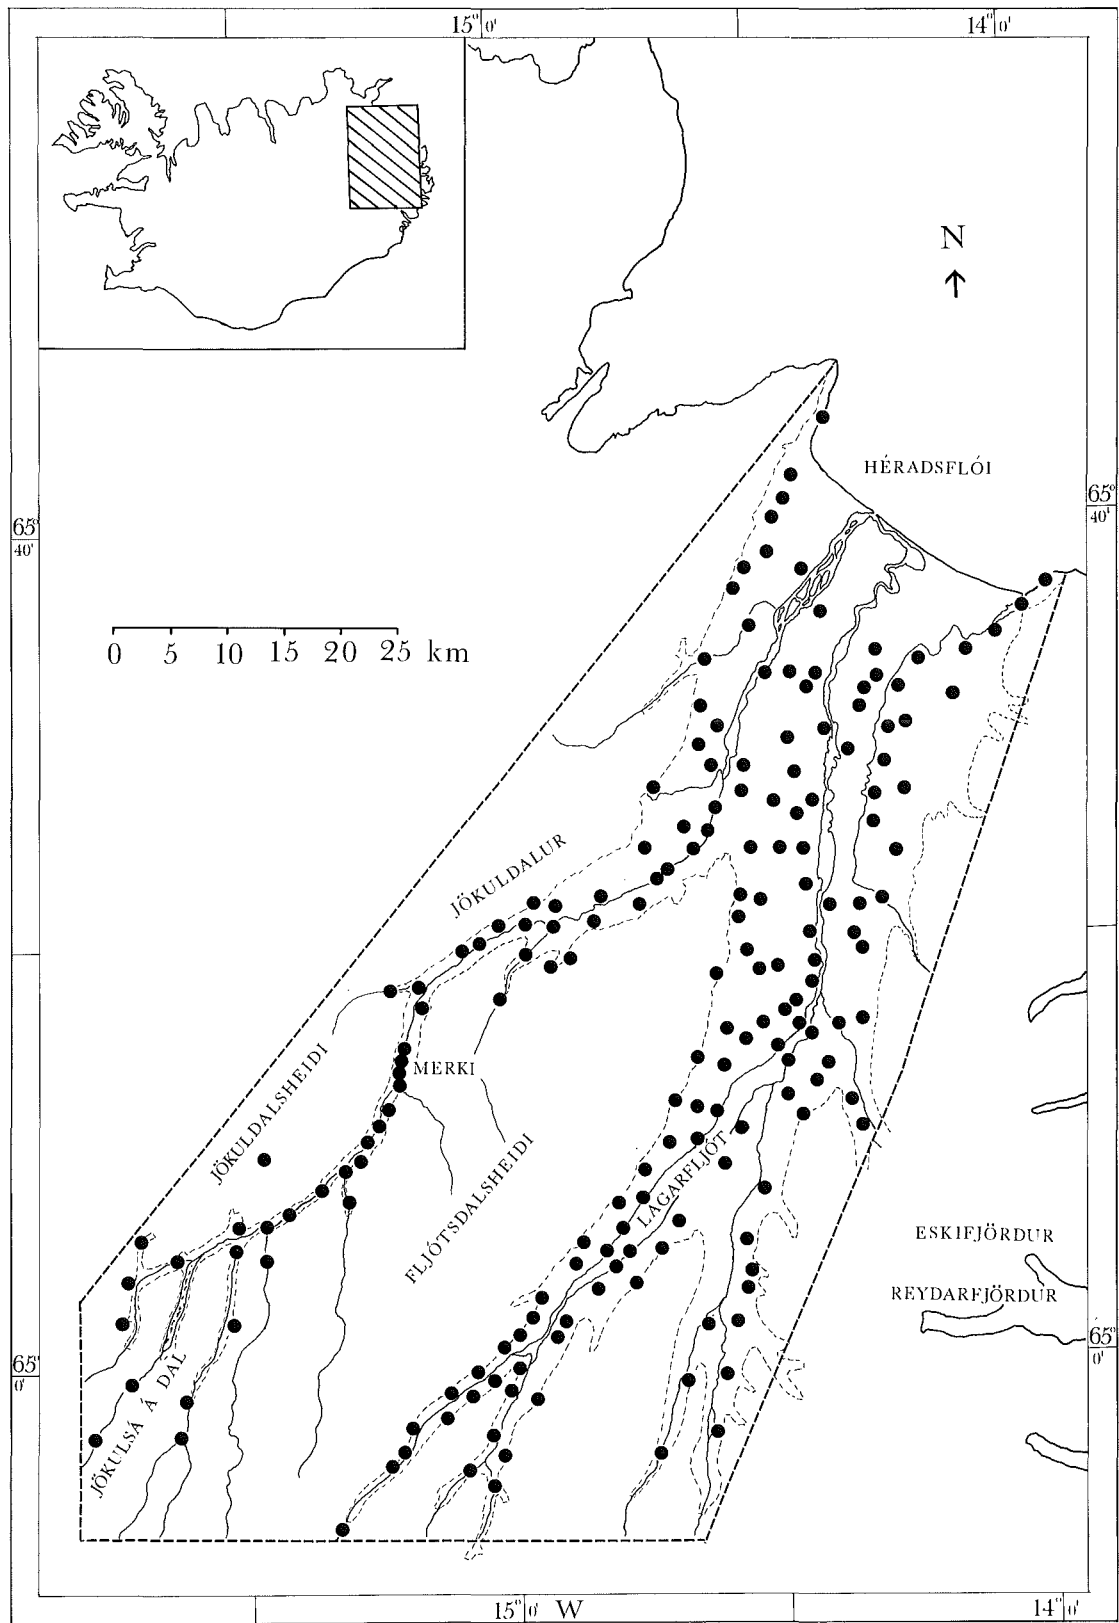 15° 0'
14° 0'
N
HÉRADSFLÓI
65° 40'
65° 40'
0 5 10 15 20 25 km
JÖKULDALUR
MERKI
JÖKULDALSHEIDI
FLJÓTSDALSHEIDI
LAGARFLJÓT
ESKIFJÖRDUR
REYDARFJÖRDUR
65° 0'
65° 0'
JÖKULSÁ Á DAL
15° 0' W
14° 0'